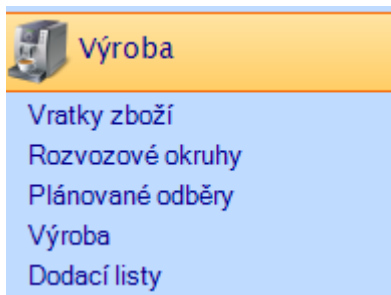 Výroba
Vratky zboží
Rozvozové okruhy
Plánované odběry
Výroba
Dodací listy